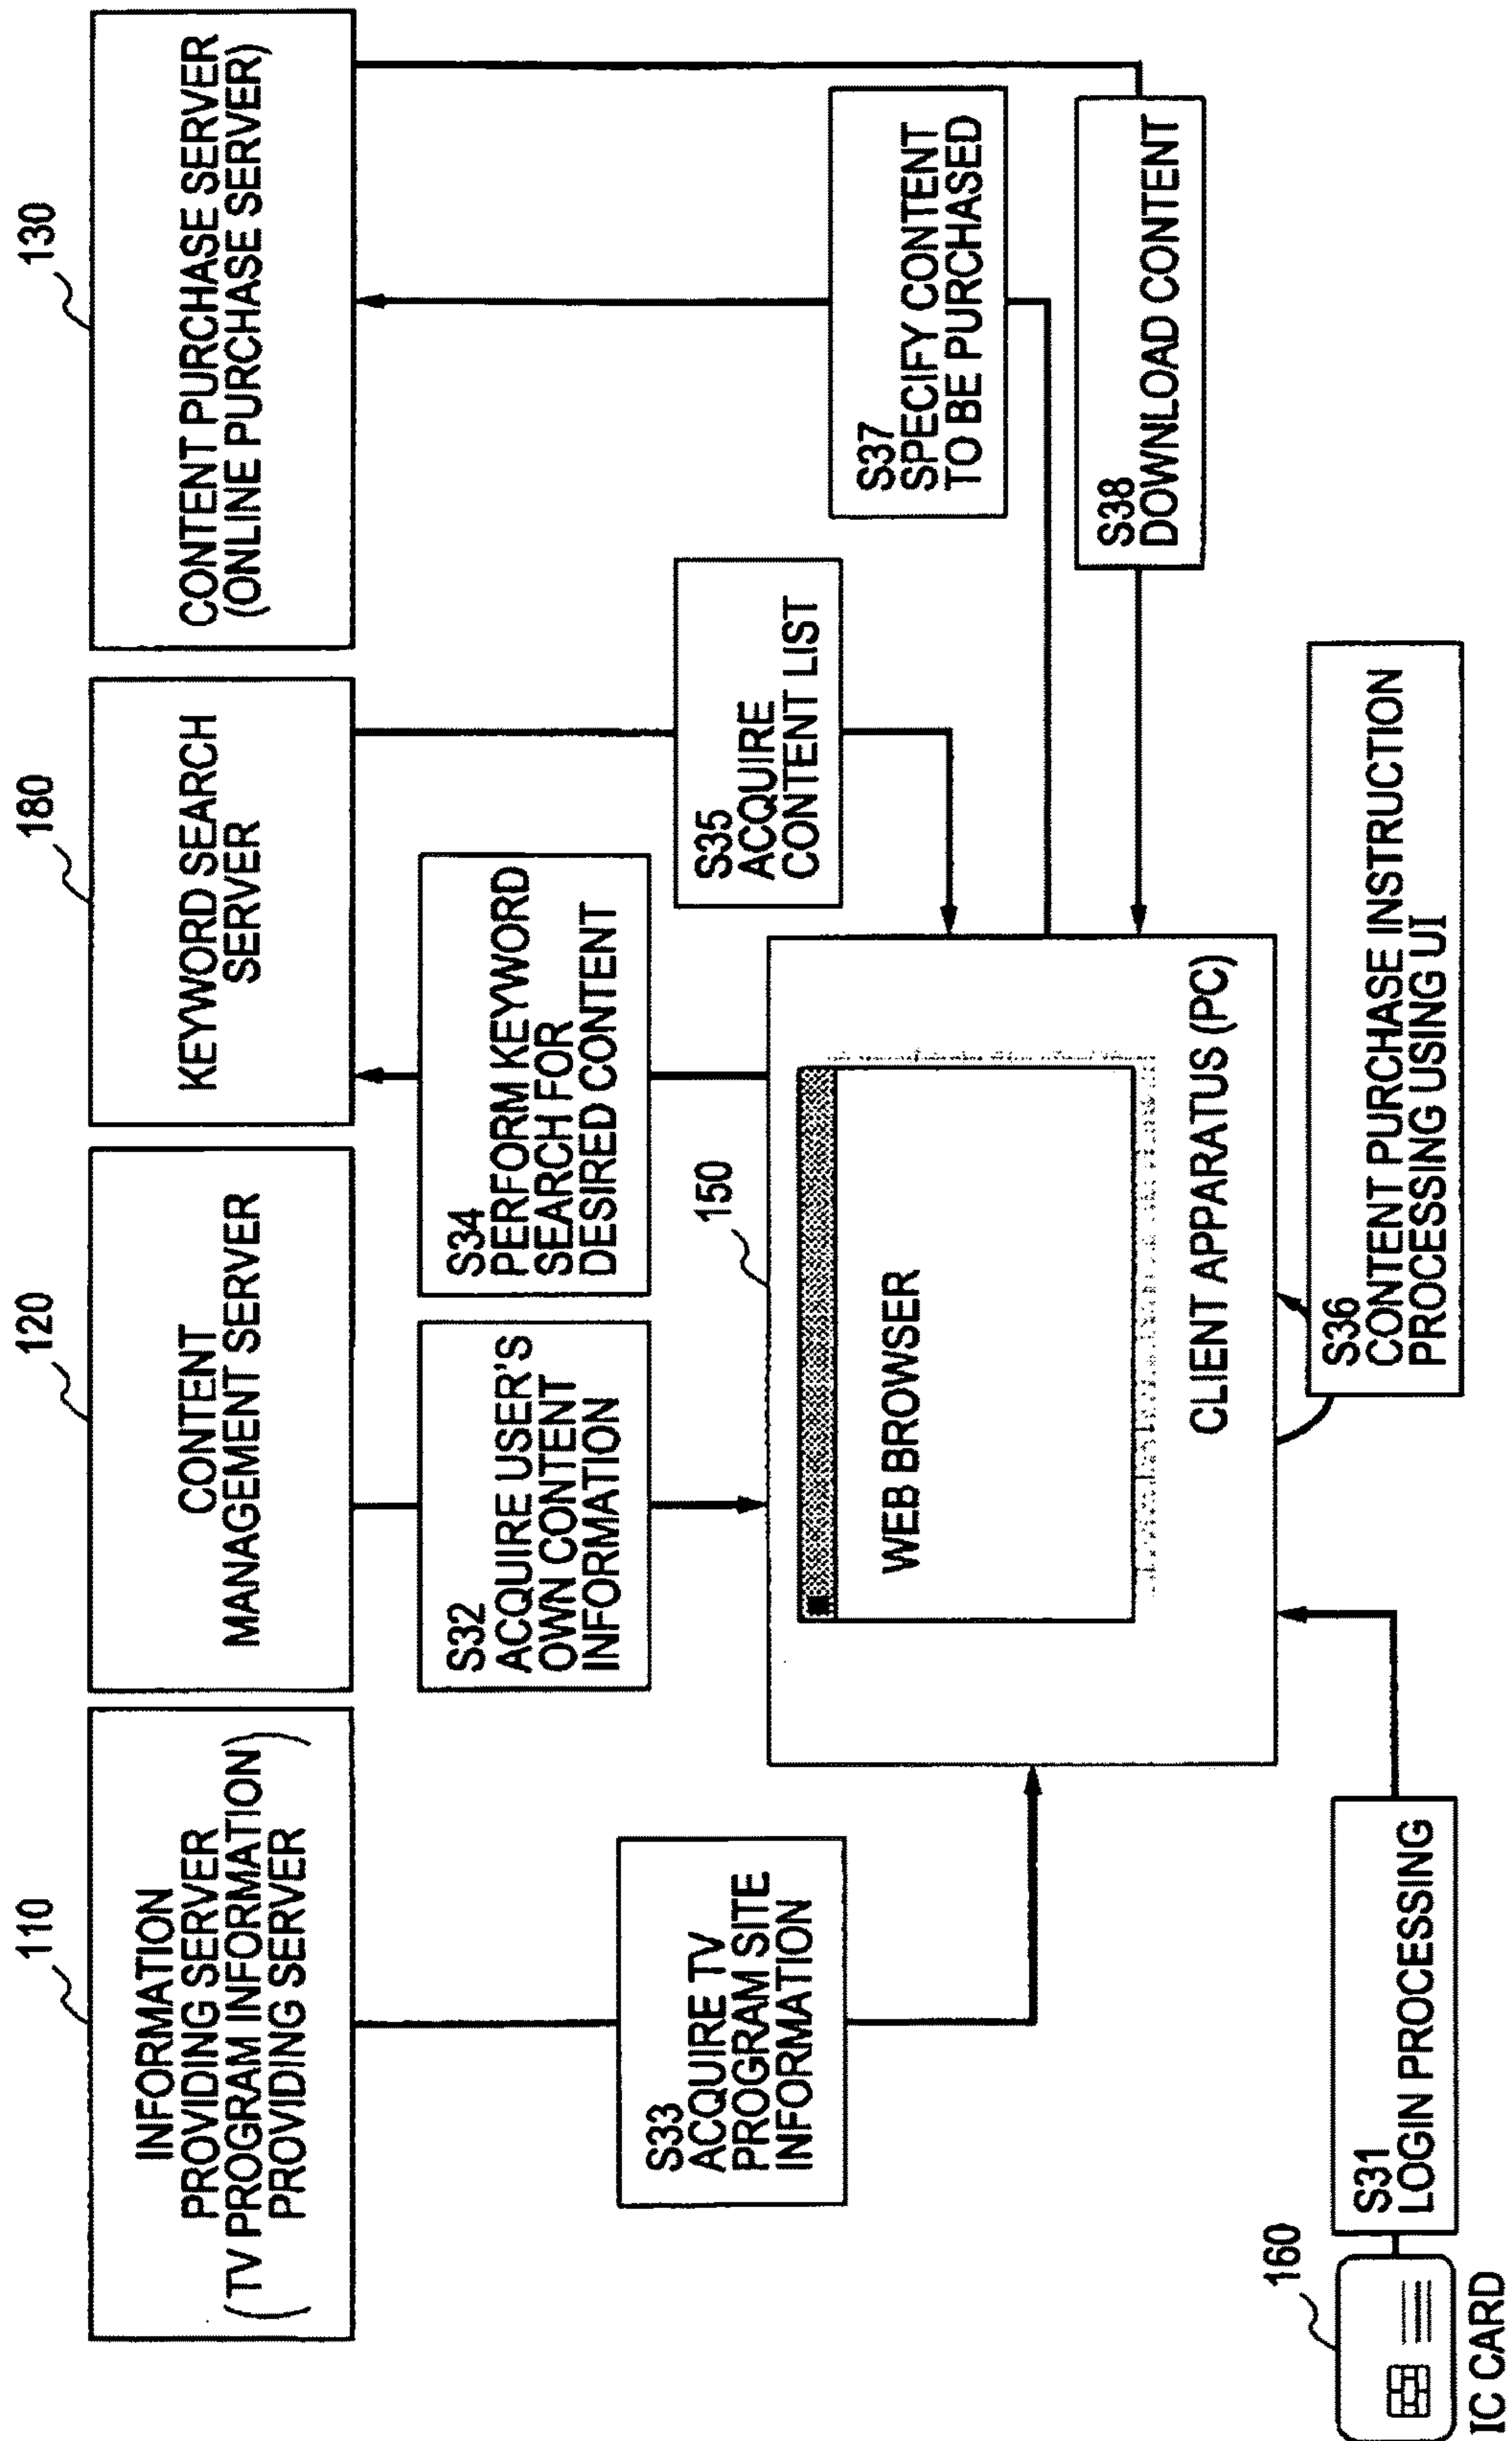 110
INFORMATION
PROVIDING SERVER
(TV PROGRAM INFORMATION)
PROVIDING SERVER
120
CONTENT
MANAGEMENT SERVER
180
KEYWORD SEARCH
SERVER
130
CONTENT PURCHASE SERVER
(ONLINE PURCHASE SERVER)
S33
ACQUIRE TV
PROGRAM SITE
INFORMATION
S32
ACQUIRE USER'S
OWN CONTENT
INFORMATION
S34
PERFORM KEYWORD
SEARCH FOR
DESIRED CONTENT
S35
ACQUIRE
CONTENT LIST
S37
SPECIFY CONTENT
TO BE PURCHASED
S38
DOWNLOAD CONTENT
150
WEB BROWSER
CLIENT APPARATUS (PC)
160
IC CARD
S31
LOGIN PROCESSING
S36
CONTENT PURCHASE INSTRUCTION
PROCESSING USING UI